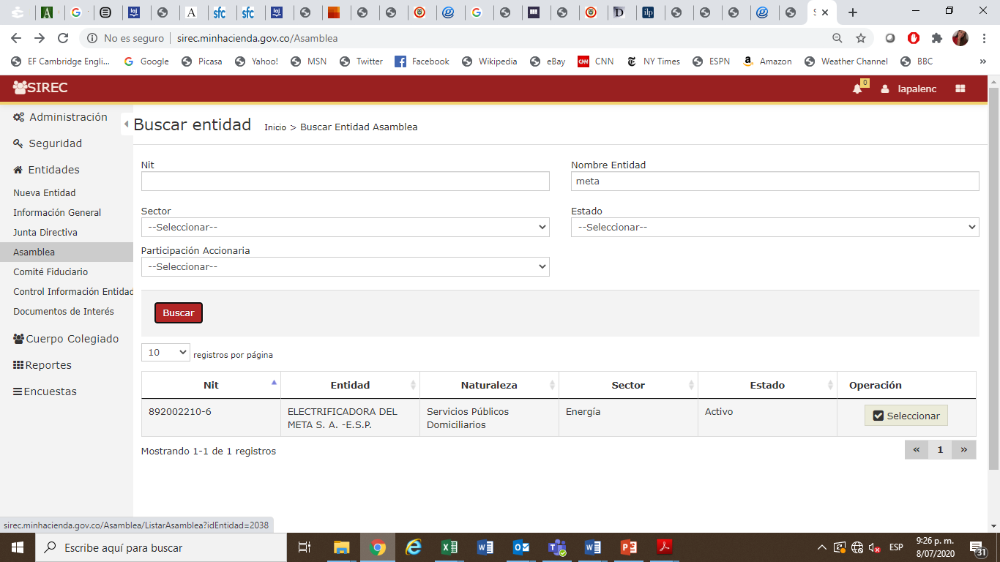 No es seguro | sirec.minhacienda.gov.co/Asamblea
EF Cambridge Engli... Google Picasa Yahoo! MSN Twitter Facebook Wikipedia eBay CNN NY Times ESPN Amazon Weather Channel BBC »
SIREC
0
lapalenc
Administración
Seguridad
Entidades
Nueva Entidad
Información General
Junta Directiva
Asamblea
Comité Fiduciario
Control Información Entidad
Documentos de Interés
Cuerpo Colegiado
Reportes
Encuestas
Buscar entidad Inicio > Buscar Entidad Asamblea
Nit Nombre Entidad
meta
Sector Estado
--Seleccionar-- --Seleccionar--
Participación Accionaria
--Seleccionar--
Buscar
10 registros por página
Nit Entidad Naturaleza Sector Estado Operación
892002210-6 ELECTRIFICADORA DEL META S. A. -E.S.P. Servicios Públicos Domiciliarios Energía Activo Seleccionar
Mostrando 1-1 de 1 registros « 1 »
sirec.minhacienda.gov.co/Asamblea/ListarAsamblea?idEntidad=2038
Escribe aquí para buscar
ESP
9:26 p. m.
8/07/2020
31